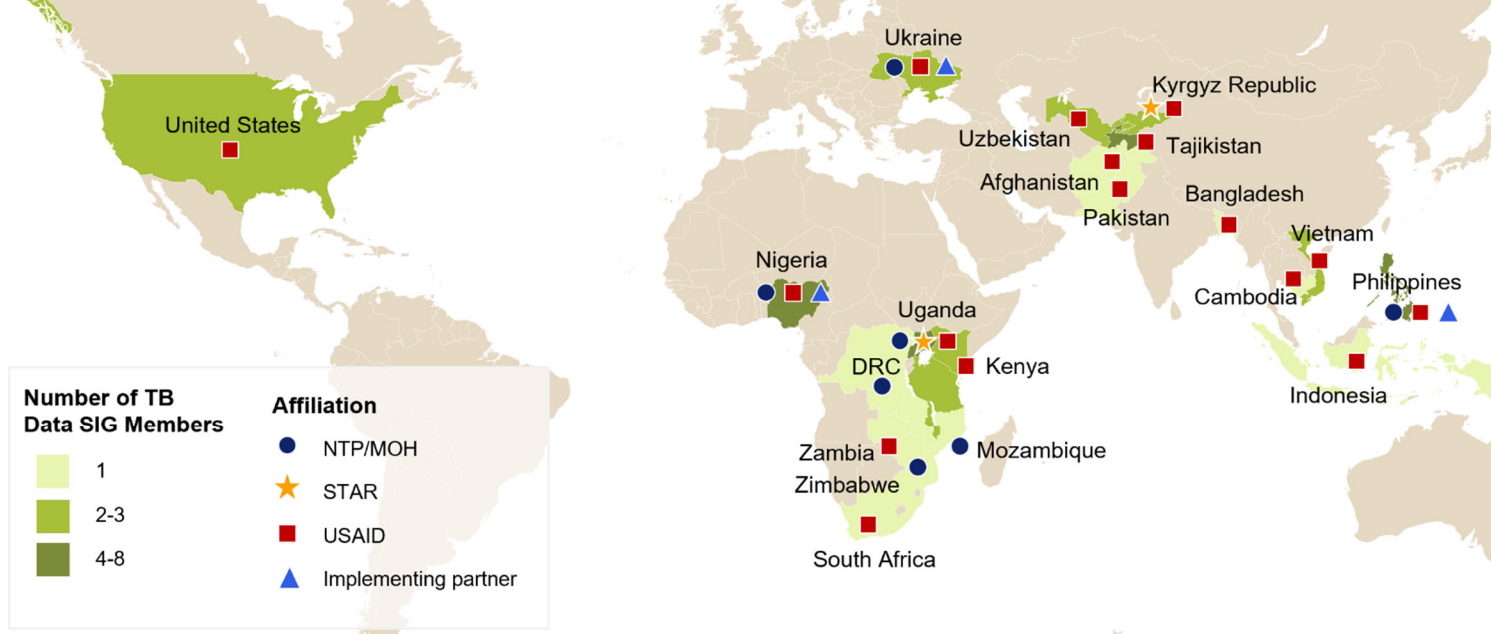 Ukraine
Kyrgyz Republic
United States
Uzbekistan
Tajikistan
Afghanistan
Bangladesh
Pakistan
Vietnam
Nigeria
Philippines
Cambodia
Uganda
DRC
Kenya
Indonesia
Number of TB
Data SIG Members
1
2-3
4-8
Affiliation
NTP/MOH
STAR
USAID
Implementing partner
Zambia
Mozambique
Zimbabwe
South Africa